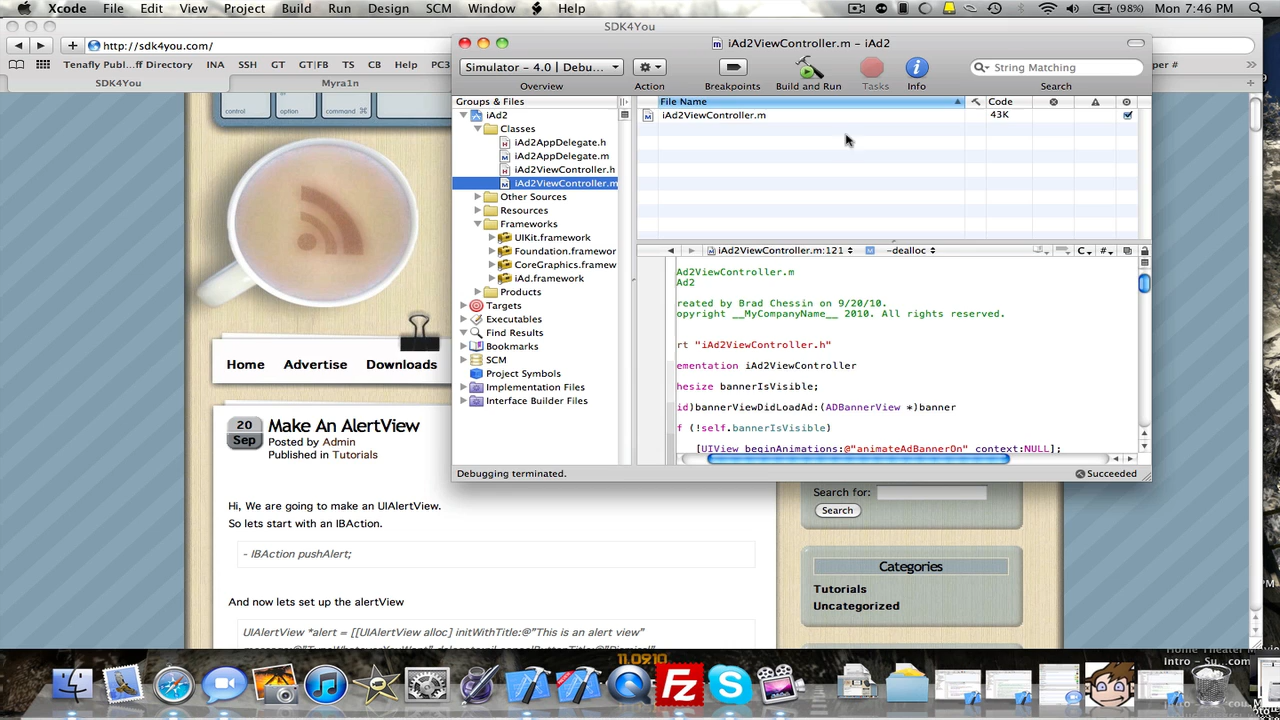 Xcode File Edit View Project Build Run Design SCM Window Help (98%) Mon 7:46 PM
SDK4You
http://sdk4you.com/
Tenafly Publ...ff Directory INA SSH GT GT|FB TS CB Help PC3
SDK4You Myra1n
control option command
Home Advertise Downloads
20
Sep
Make An AlertView
Posted by Admin
Published in Tutorials
Hi, We are going to make an UIAlertView.
So lets start with an IBAction.
- IBAction pushAlert;
And now lets set up the alertView
UIAlertView *alert = [[UIAlertView alloc] initWithTitle:@"This is an alert view"
iAd2ViewController.m – iAd2
Simulator - 4.0 | Debu...
String Matching
Overview Action Breakpoints Build and Run Tasks Info Search
Groups & Files
iAd2
Classes
iAd2AppDelegate.h
iAd2AppDelegate.m
iAd2ViewController.h
iAd2ViewController.m
Other Sources
Resources
Frameworks
UIKit.framework
Foundation.framewor
CoreGraphics.framew
iAd.framework
Products
Targets
Executables
Find Results
Bookmarks
SCM
Project Symbols
Implementation Files
Interface Builder Files
File Name Code
iAd2ViewController.m 43K
iAd2ViewController.m:121 -dealloc C #
Ad2ViewController.m
Ad2
reated by Brad Chessin on 9/20/10.
opyright __MyCompanyName__ 2010. All rights reserved.
rt "iAd2ViewController.h"
ementation iAd2ViewController
hesize bannerIsVisible;
id)bannerViewDidLoadAd:(ADBannerView *)banner
f (!self.bannerIsVisible)
[UIView beginAnimations:@"animateAdBannerOn" context:NULL];
Debugging terminated. Succeeded
Search for:
Search
Categories
Tutorials
Uncategorized